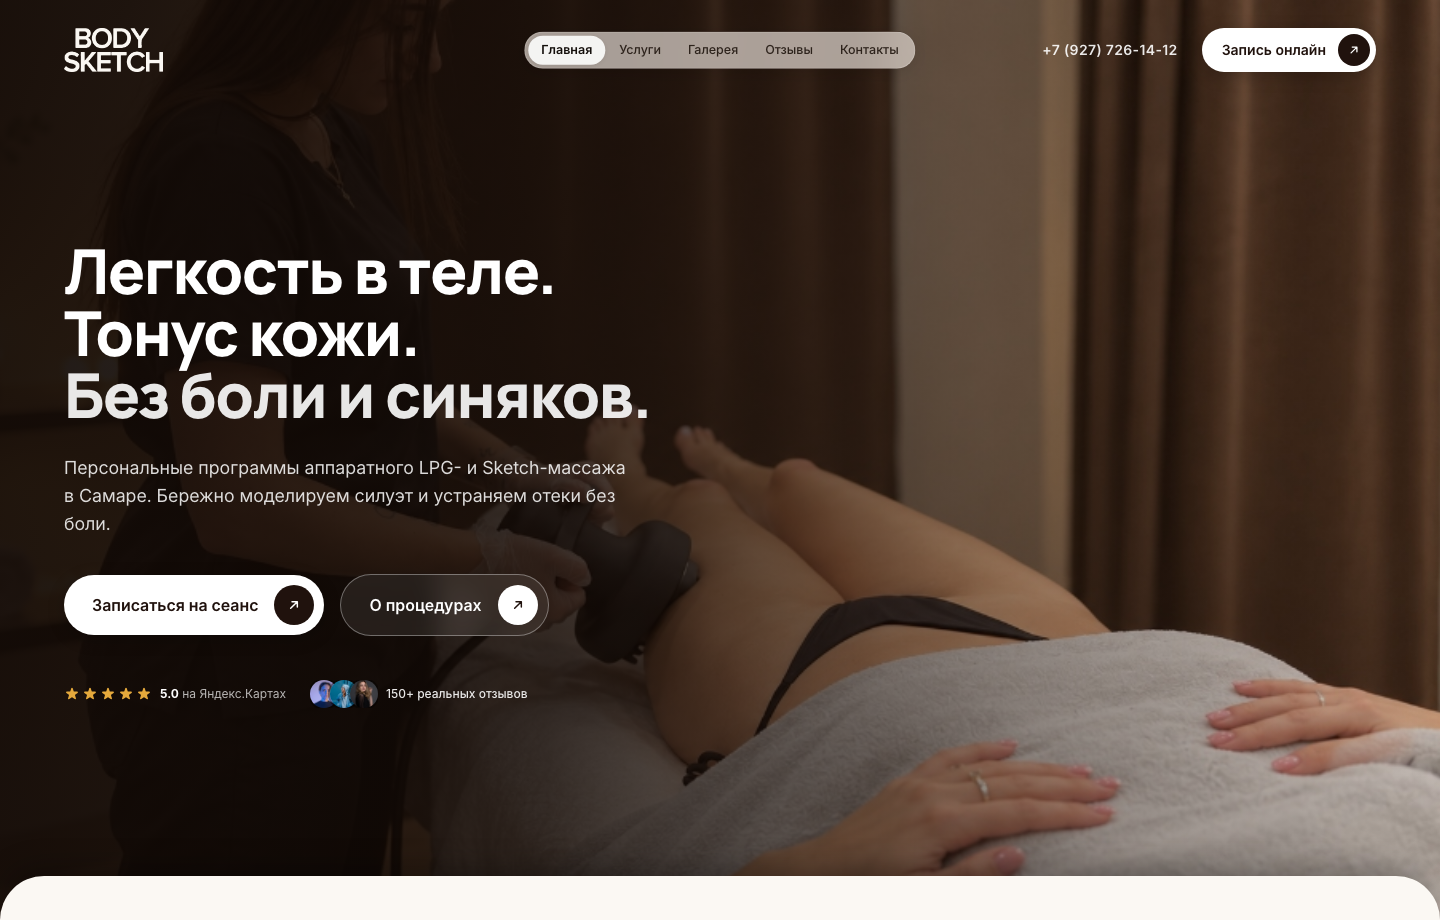 BODY
SKETCH
Главная
Услуги
Галерея
Отзывы
Контакты
+7 (927) 726-14-12
Запись онлайн
Легкость в теле.
Тонус кожи.
Без боли и синяков.
Персональные программы аппаратного LPG- и Sketch-массажа
в Самаре. Бережно моделируем силуэт и устраняем отеки без
боли.
Записаться на сеанс
О процедурах
5.0 на Яндекс.Картах
150+ реальных отзывов